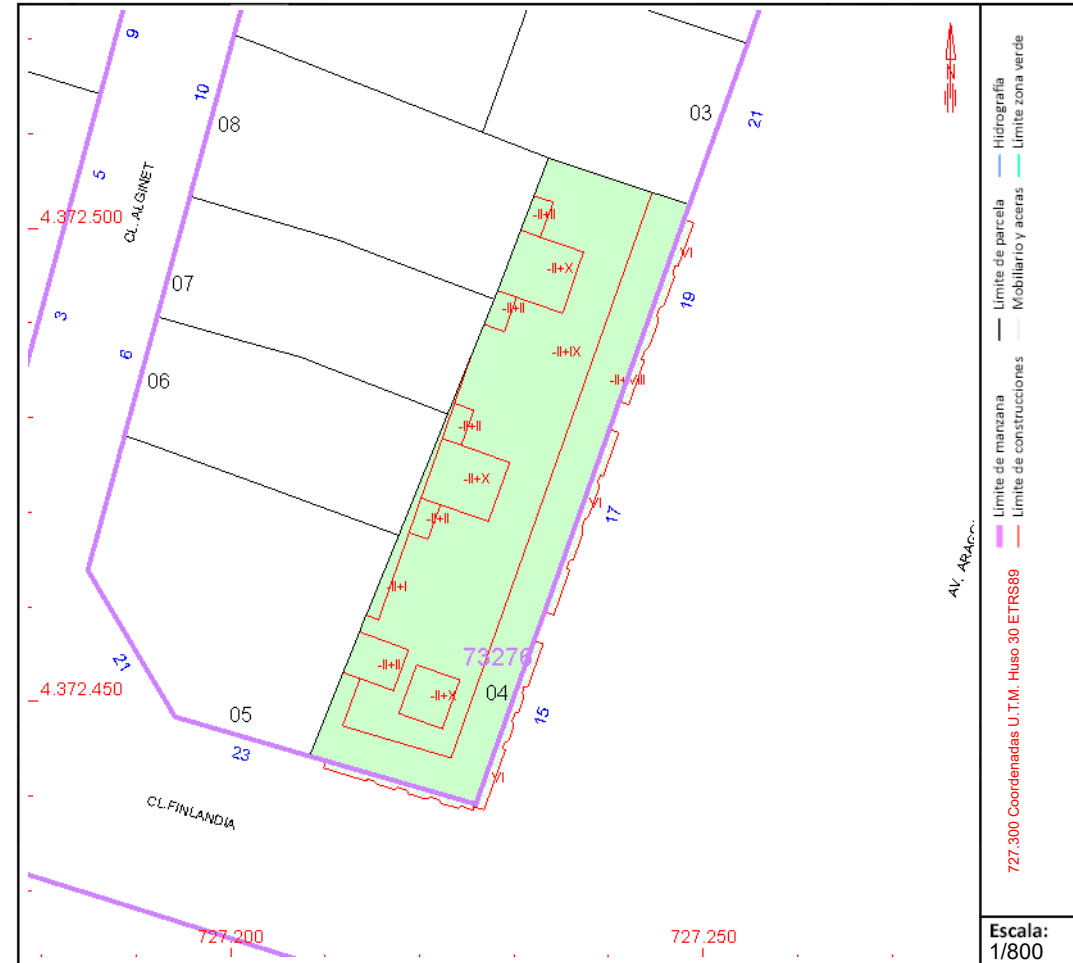 9
10
08
03
21
5
CL. ALGINET
4.372.500
-II+II
VI
-II+X
07
19
-II+II
3
6
-II+IX
06
-II+VIII
-II+II
-II+X
VI
17
-II+II
-II+I
21
-II+II
73276
-II+X
04
4.372.450
05
15
23
VI
CL.FINLANDIA
727.200
727.250
Límite de manzana
Límite de parcela
Hidrografía
Límite de construcciones
Mobiliario y aceras
Límite zona verde
727.300 Coordenadas U.T.M. Huso 30 ETRS89
Escala:
1/800